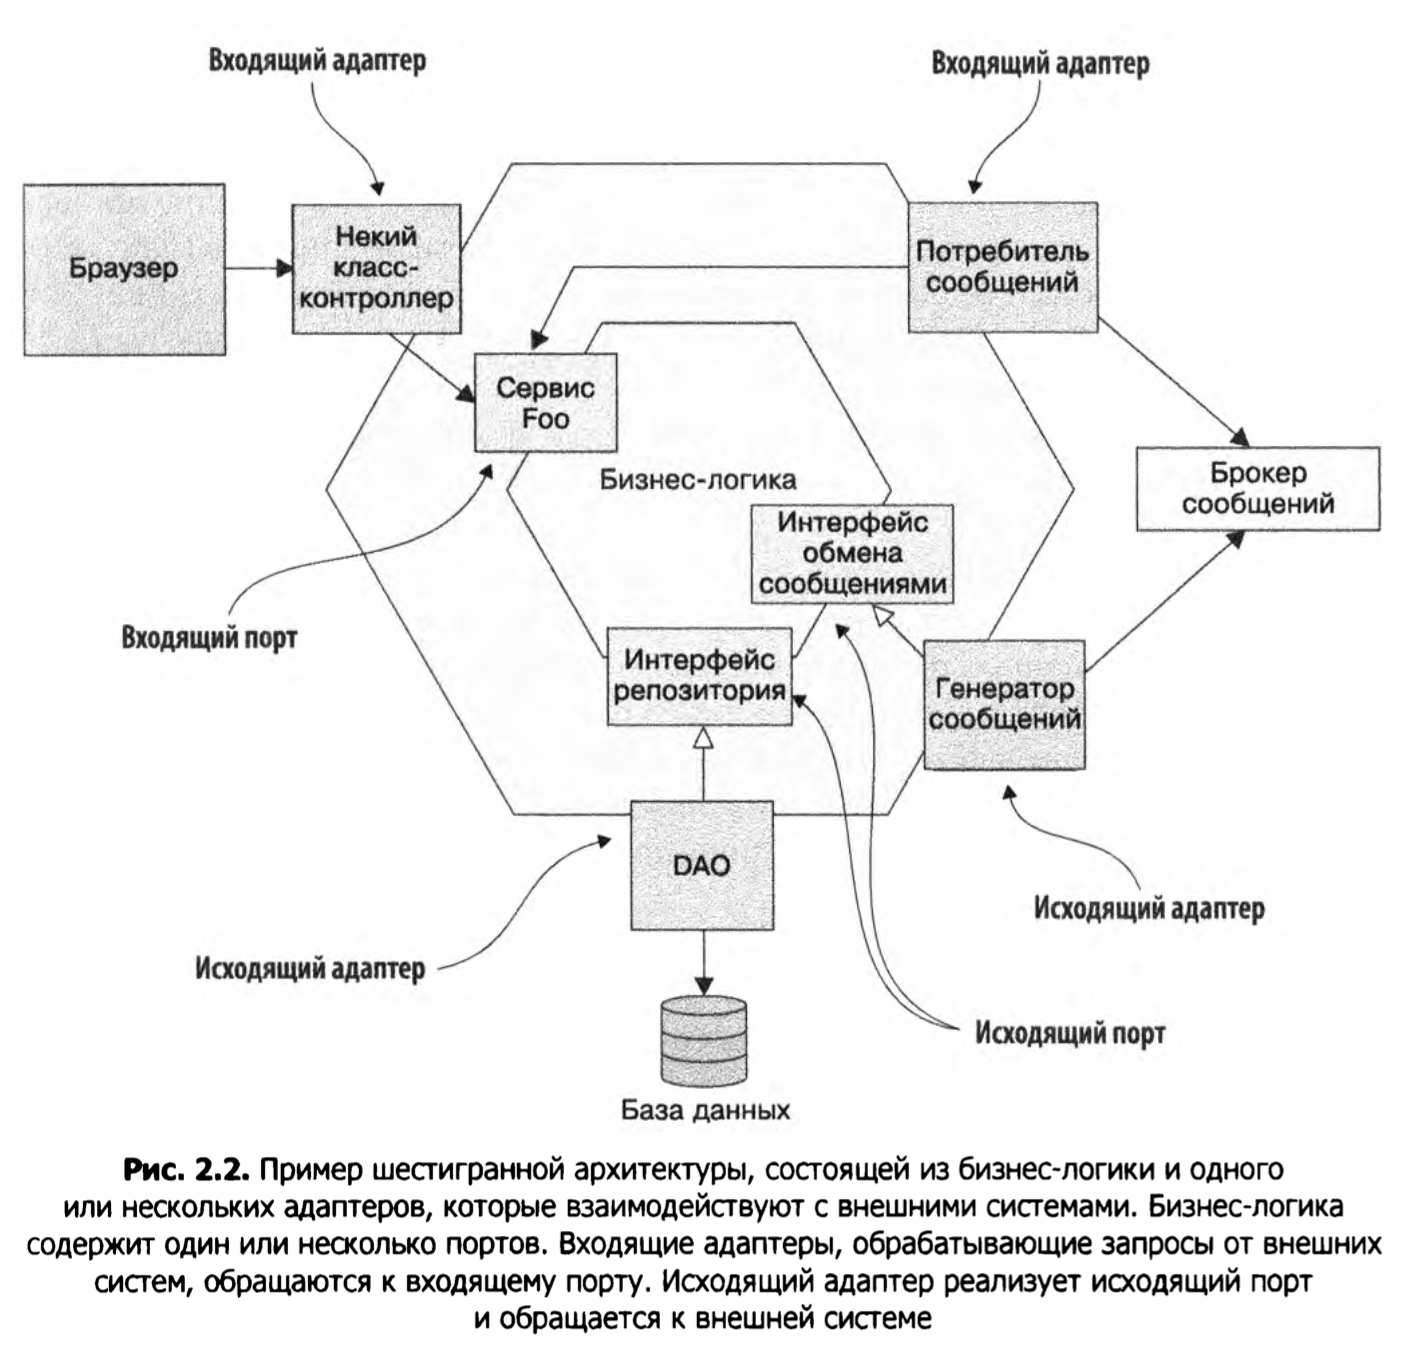 Входящий адаптер
Входящий адаптер
Браузер
Некий
класс-
контроллер
Потребитель
сообщений
Сервис
Foo
Бизнес-логика
Брокер
сообщений
Интерфейс
обмена
сообщениями
Входящий порт
Интерфейс
репозитория
Генератор
сообщений
DAO
Исходящий адаптер
Исходящий адаптер
Исходящий порт
База данных
Рис. 2.2. Пример шестигранной архитектуры, состоящей из бизнес-логики и одного
или нескольких адаптеров, которые взаимодействуют с внешними системами. Бизнес-логика
содержит один или несколько портов. Входящие адаптеры, обрабатывающие запросы от внешних
систем, обращаются к входящему порту. Исходящий адаптер реализует исходящий порт
и обращается к внешней системе